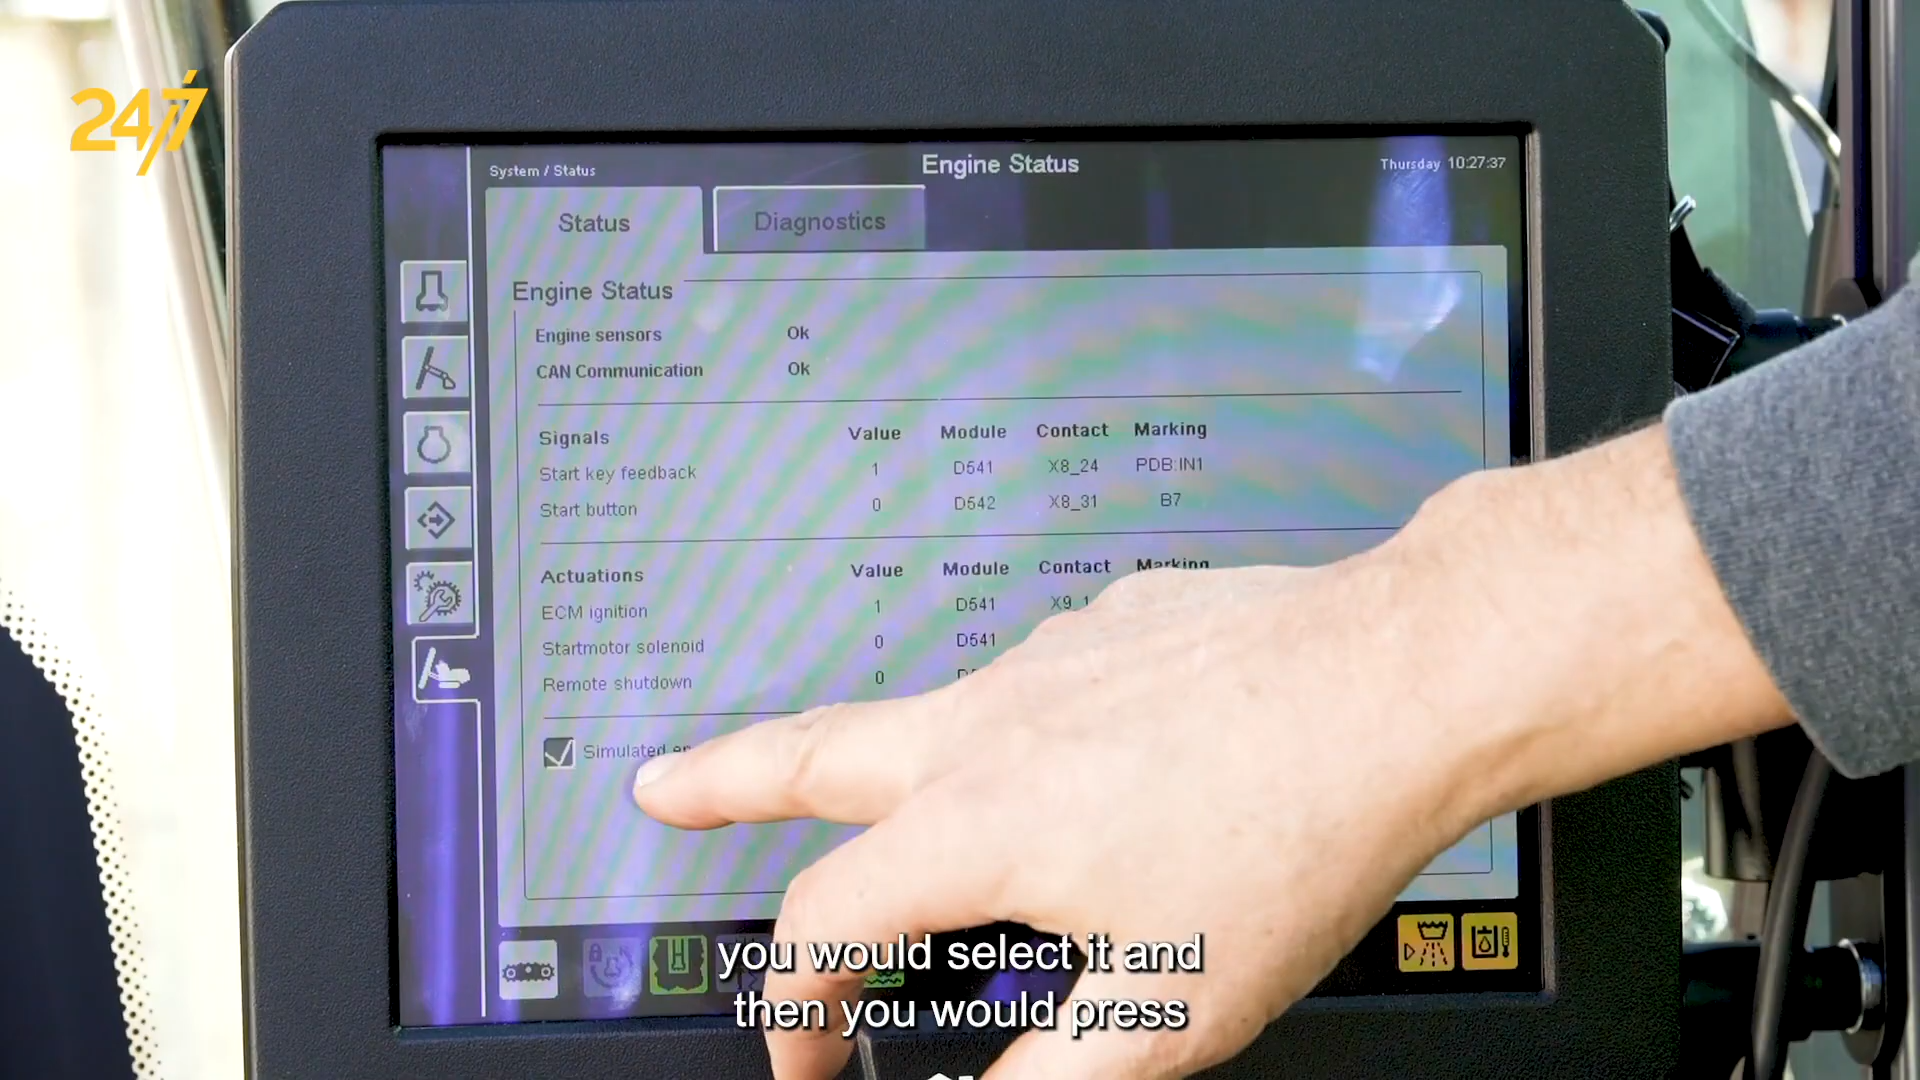 24/7
System / Status
Engine Status
Thursday 10:27:37
Status
Diagnostics
Engine Status
Engine sensors Ok
CAN Communication Ok
Signals Value Module Contact Marking
Start key feedback 1 D541 X8_24 PDB:IN1
Start button 0 D542 X8_31 B7
Actuations Value Module Contact Marking
ECM ignition 1 D541 X9_1
Startmotor solenoid 0 D541
Remote shutdown 0
Simulated
you would select it and
then you would press